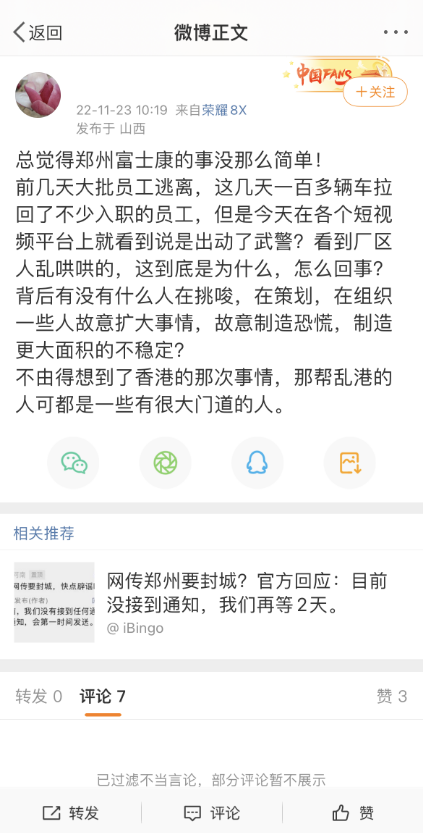 返回
微博正文
中国FANS
+关注
22-11-23 10:19 来自荣耀8X
发布于 山西
总觉得郑州富士康的事没那么简单！
前几天大批员工逃离，这几天一百多辆车拉
回了不少入职的员工，但是今天在各个短视
频平台上就看到说是出动了武警？看到厂区
人乱哄哄的，这到底是为什么，怎么回事？
背后有没有什么人在挑唆，在策划，在组织
一些人故意扩大事情，故意制造恐慌，制造
更大面积的不稳定？
不由得想到了香港的那次事情，那帮乱港的
人可都是一些有很大门道的人。
相关推荐
网传郑州要封城？官方回应：目前
没接到通知，我们再等2天。
@ iBingo
网传要封城，快点辟谣
发布(作者)
，我们没有接到任何通
知，会第一时间发送。
转发 0 评论 7 赞 3
已过滤不当言论，部分评论暂不展示
转发 评论 赞